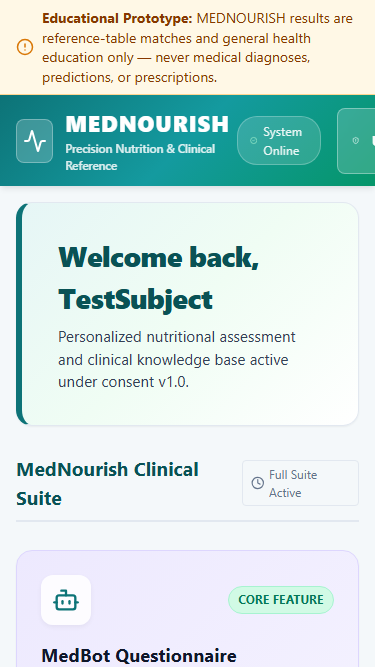 Educational Prototype: MEDNOURISH results are
reference-table matches and general health
education only — never medical diagnoses,
predictions, or prescriptions.
MEDNOURISH
Precision Nutrition & Clinical
Reference
System
Online
Welcome back,
TestSubject
Personalized nutritional assessment
and clinical knowledge base active
under consent v1.0.
MedNourish Clinical
Suite
Full Suite
Active
CORE FEATURE
MedBot Questionnaire